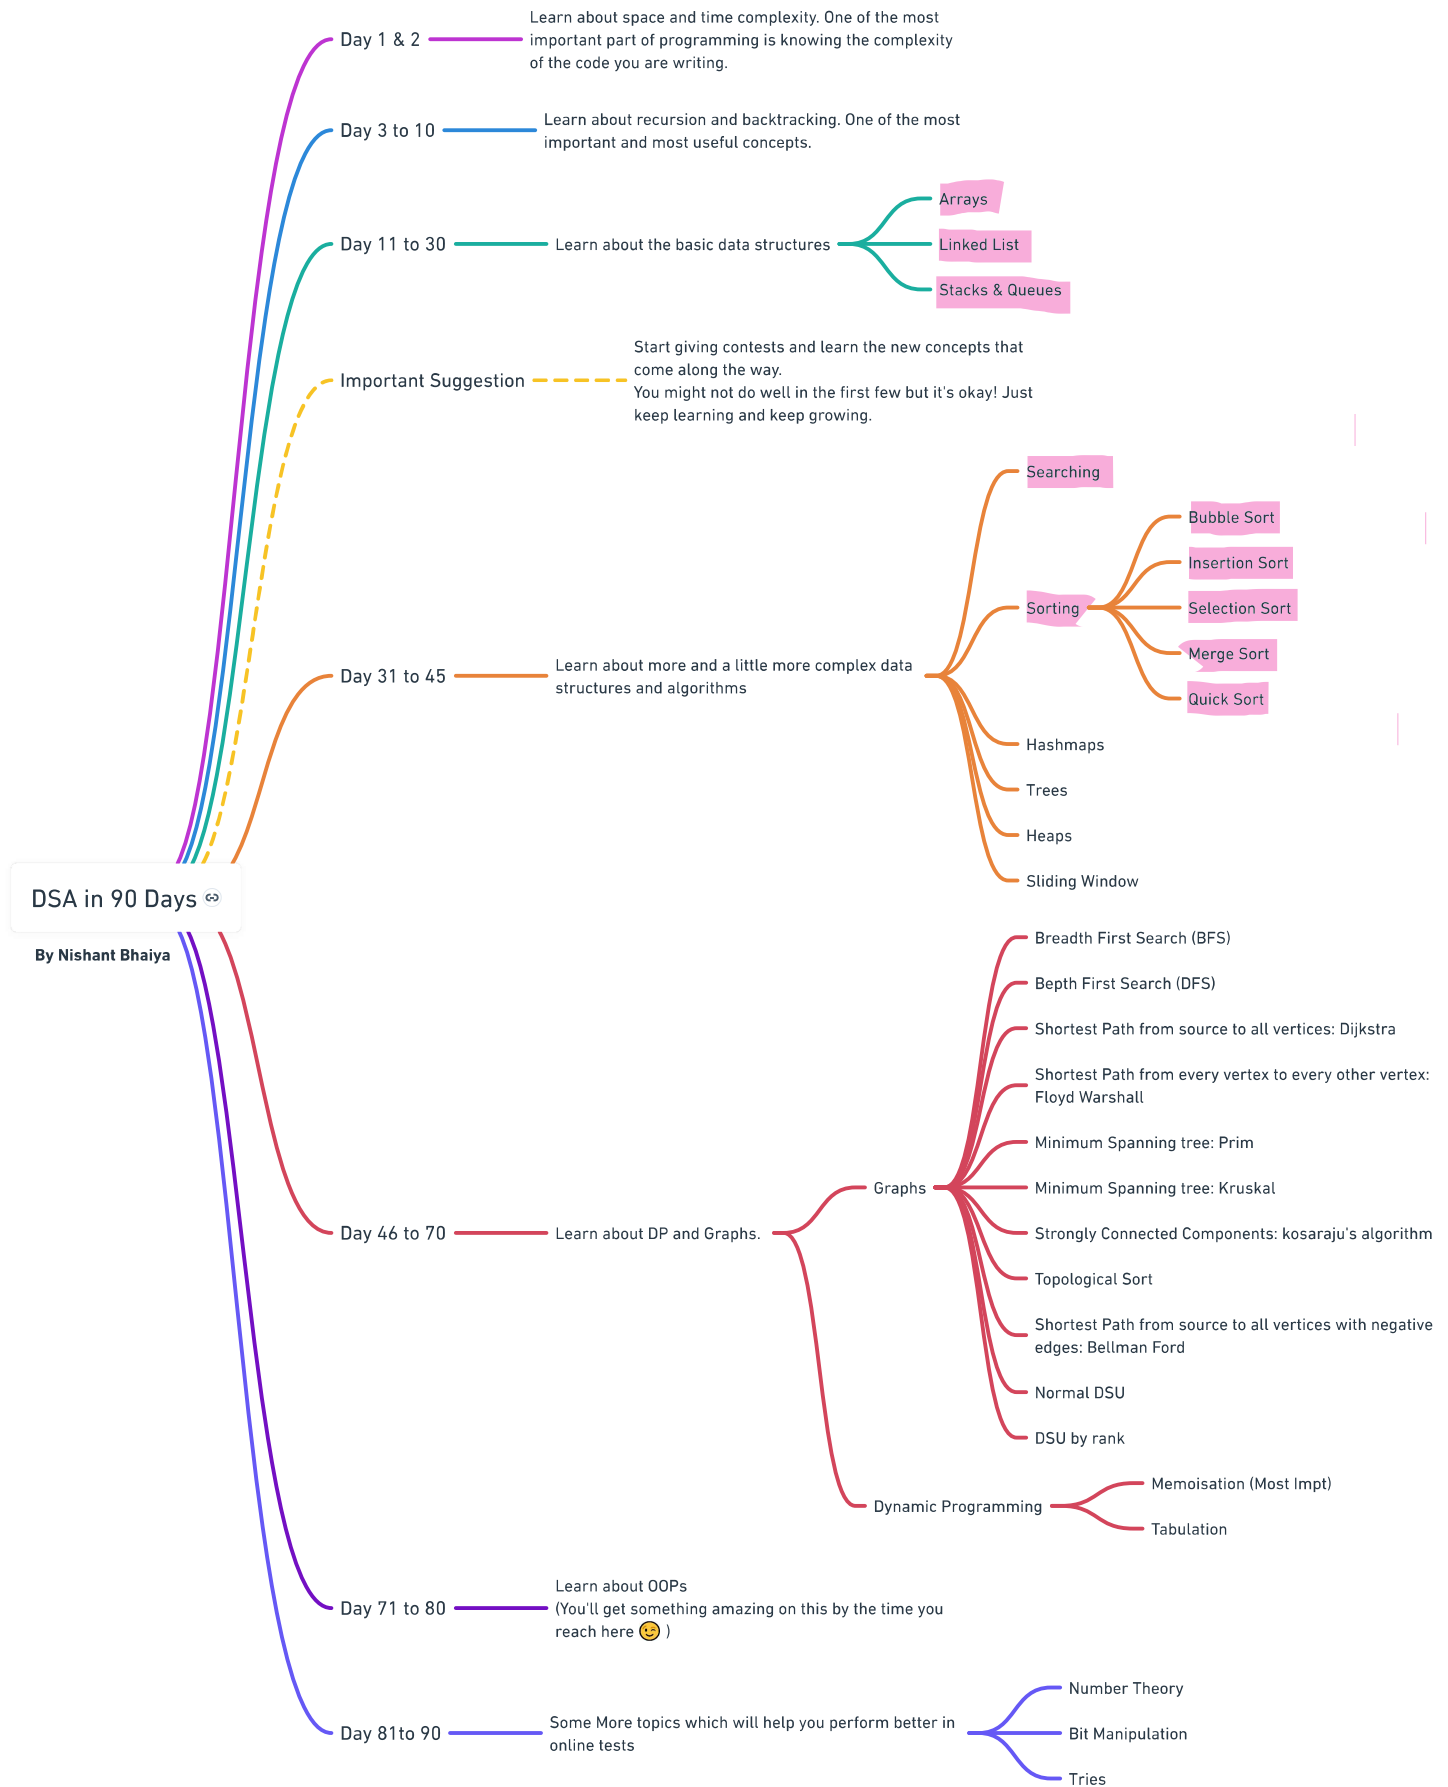 Day 1 & 2
Learn about space and time complexity. One of the most
important part of programming is knowing the complexity
of the code you are writing.
Day 3 to 10
Learn about recursion and backtracking. One of the most
important and most useful concepts.
Day 11 to 30
Learn about the basic data structures
Arrays
Linked List
Stacks & Queues
Important Suggestion
Start giving contests and learn the new concepts that
come along the way.
You might not do well in the first few but it's okay! Just
keep learning and keep growing.
Day 31 to 45
Learn about more and a little more complex data
structures and algorithms
Searching
Sorting
Bubble Sort
Insertion Sort
Selection Sort
Merge Sort
Quick Sort
Hashmaps
Trees
Heaps
Sliding Window
DSA in 90 Days
By Nishant Bhaiya
Day 46 to 70
Learn about DP and Graphs.
Graphs
Breadth First Search (BFS)
Bepth First Search (DFS)
Shortest Path from source to all vertices: Dijkstra
Shortest Path from every vertex to every other vertex:
Floyd Warshall
Minimum Spanning tree: Prim
Minimum Spanning tree: Kruskal
Strongly Connected Components: kosaraju's algorithm
Topological Sort
Shortest Path from source to all vertices with negative
edges: Bellman Ford
Normal DSU
DSU by rank
Dynamic Programming
Memoisation (Most Impt)
Tabulation
Day 71 to 80
Learn about OOPs
(You'll get something amazing on this by the time you
reach here 😉 )
Day 81to 90
Some More topics which will help you perform better in
online tests
Number Theory
Bit Manipulation
Tries